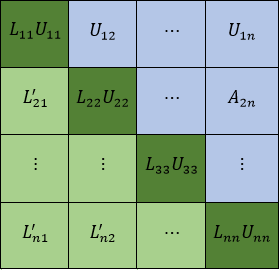 L₁₁U₁₁ U₁₂ ⋯ U₁ₙ
L′₂₁ L₂₂U₂₂ ⋯ A₂ₙ
⋮ ⋮ L₃₃U₃₃ ⋮
L′ₙ₁ L′ₙ₂ ⋯ LₙₙUₙₙ